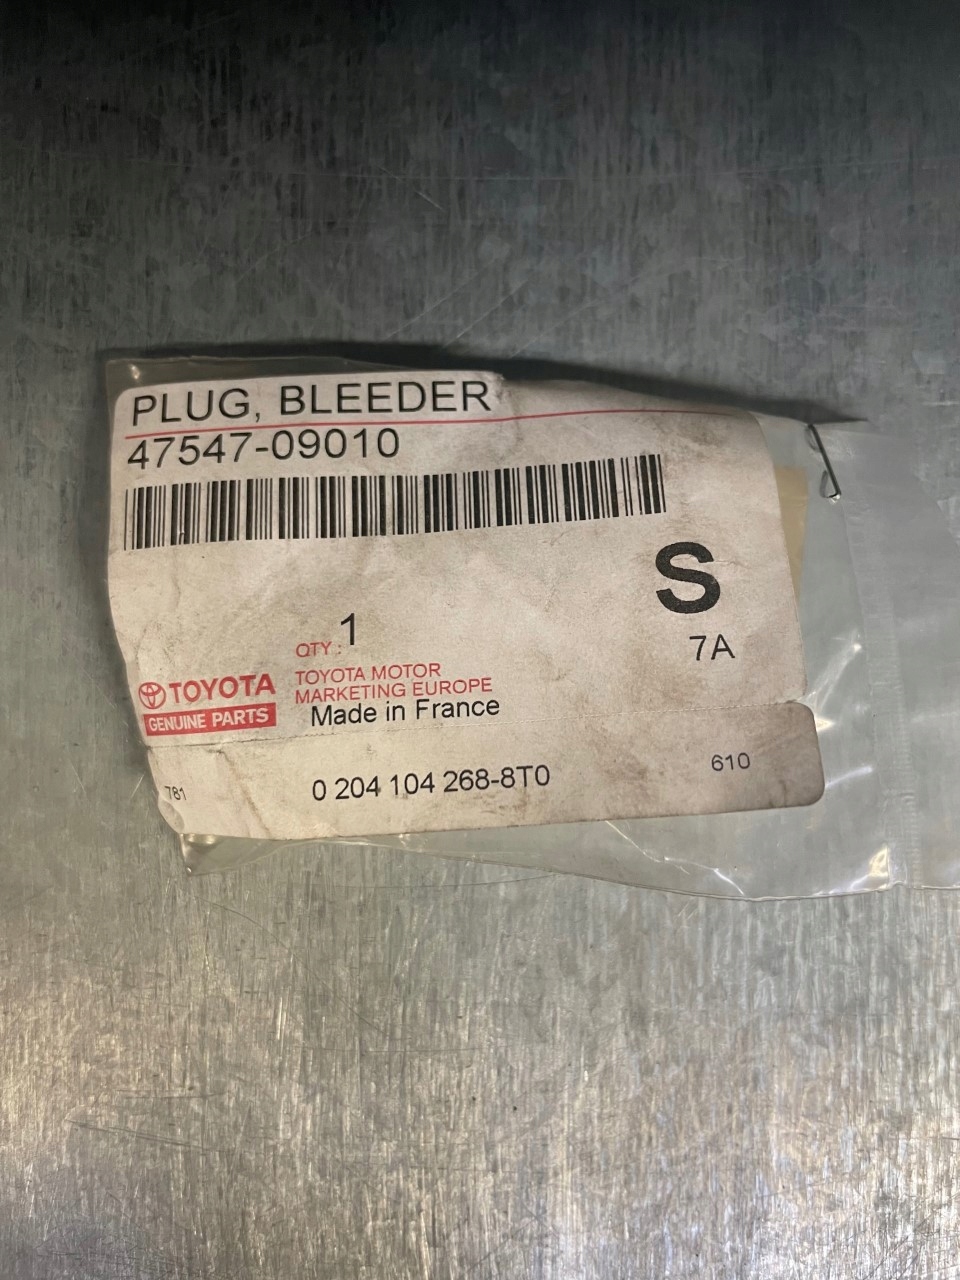 PLUG, BLEEDER
47547-09010
S
QTY : 1
7A
TOYOTA
GENUINE PARTS
TOYOTA MOTOR
MARKETING EUROPE
Made in France
781
0 204 104 268-8T0
610